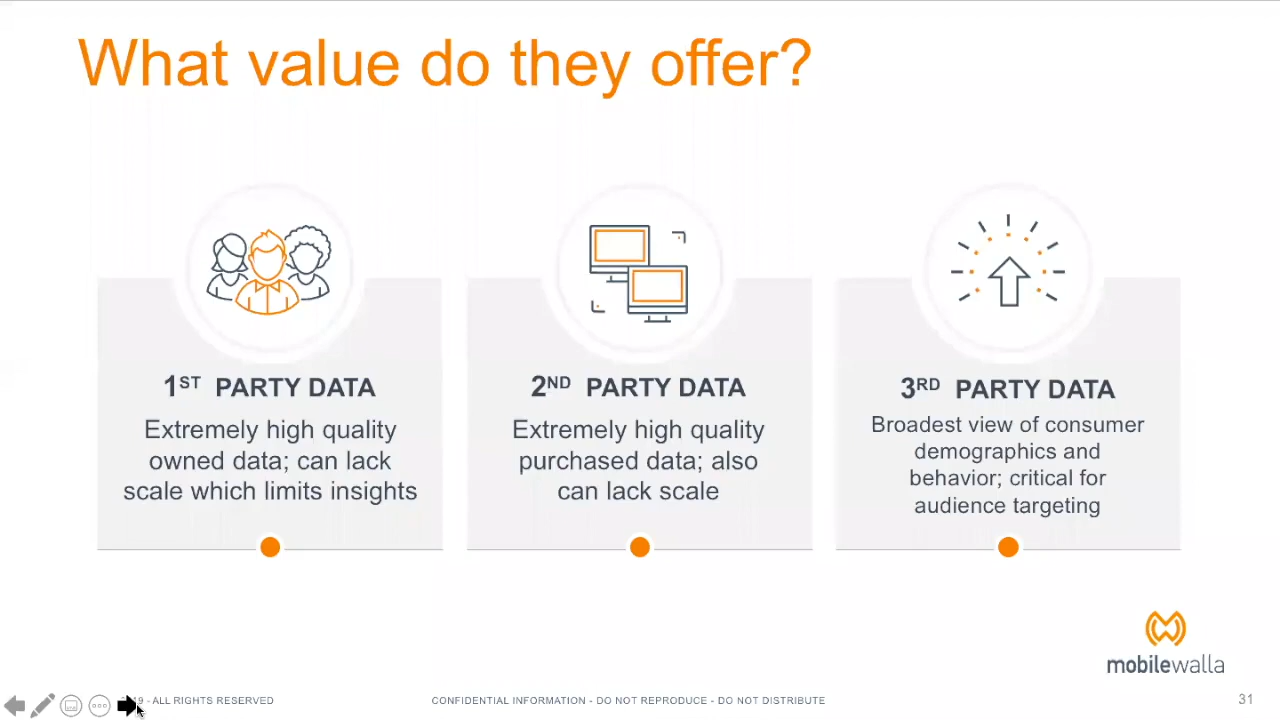 What value do they offer?
1ST PARTY DATA
Extremely high quality
owned data; can lack
scale which limits insights
2ND PARTY DATA
Extremely high quality
purchased data; also
can lack scale
3RD PARTY DATA
Broadest view of consumer
demographics and
behavior; critical for
audience targeting
mobilewalla
- ALL RIGHTS RESERVED
CONFIDENTIAL INFORMATION - DO NOT REPRODUCE - DO NOT DISTRIBUTE
31